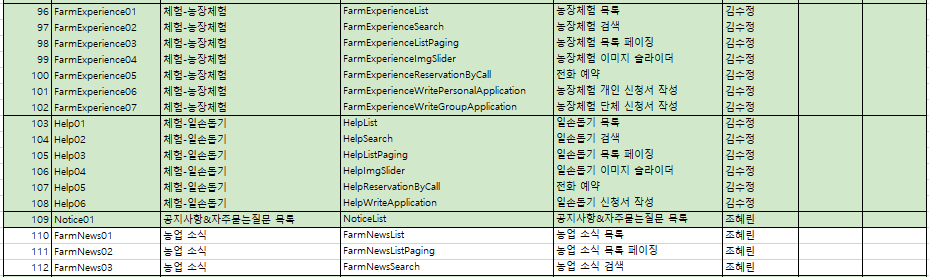 96 FarmExperience01 체험-농장체험 FarmExperienceList 농장체험 목록 김수정
97 FarmExperience02 체험-농장체험 FarmExperienceSearch 농장체험 검색 김수정
98 FarmExperience03 체험-농장체험 FarmExperienceListPaging 농장체험 목록 페이징 김수정
99 FarmExperience04 체험-농장체험 FarmExperienceImgSlider 농장체험 이미지 슬라이더 김수정
100 FarmExperience05 체험-농장체험 FarmExperienceReservationByCall 전화 예약 김수정
101 FarmExperience06 체험-농장체험 FarmExperienceWritePersonalApplication 농장체험 개인 신청서 작성 김수정
102 FarmExperience07 체험-농장체험 FarmExperienceWriteGroupApplication 농장체험 단체 신청서 작성 김수정
103 Help01 체험-일손돕기 HelpList 일손돕기 목록 김수정
104 Help02 체험-일손돕기 HelpSearch 일손돕기 검색 김수정
105 Help03 체험-일손돕기 HelpListPaging 일손돕기 목록 페이징 김수정
106 Help04 체험-일손돕기 HelpImgSlider 일손돕기 이미지 슬라이더 김수정
107 Help05 체험-일손돕기 HelpReservationByCall 전화 예약 김수정
108 Help06 체험-일손돕기 HelpWriteApplication 일손돕기 신청서 작성 김수정
109 Notice01 공지사항&자주묻는질문 목록 NoticeList 공지사항&자주묻는질문 목록 조혜린
110 FarmNews01 농업 소식 FarmNewsList 농업 소식 목록 조혜린
111 FarmNews02 농업 소식 FarmNewsListPaging 농업 소식 목록 페이징 조혜린
112 FarmNews03 농업 소식 FarmNewsSearch 농업 소식 검색 조혜린